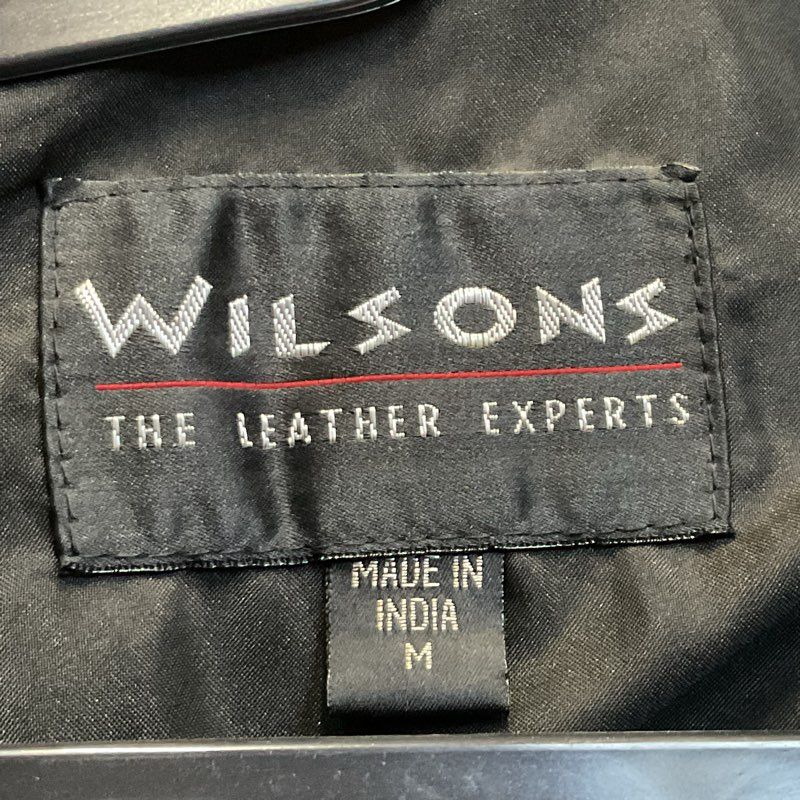 WILSONS
THE LEATHER EXPERTS
MADE IN
INDIA
M